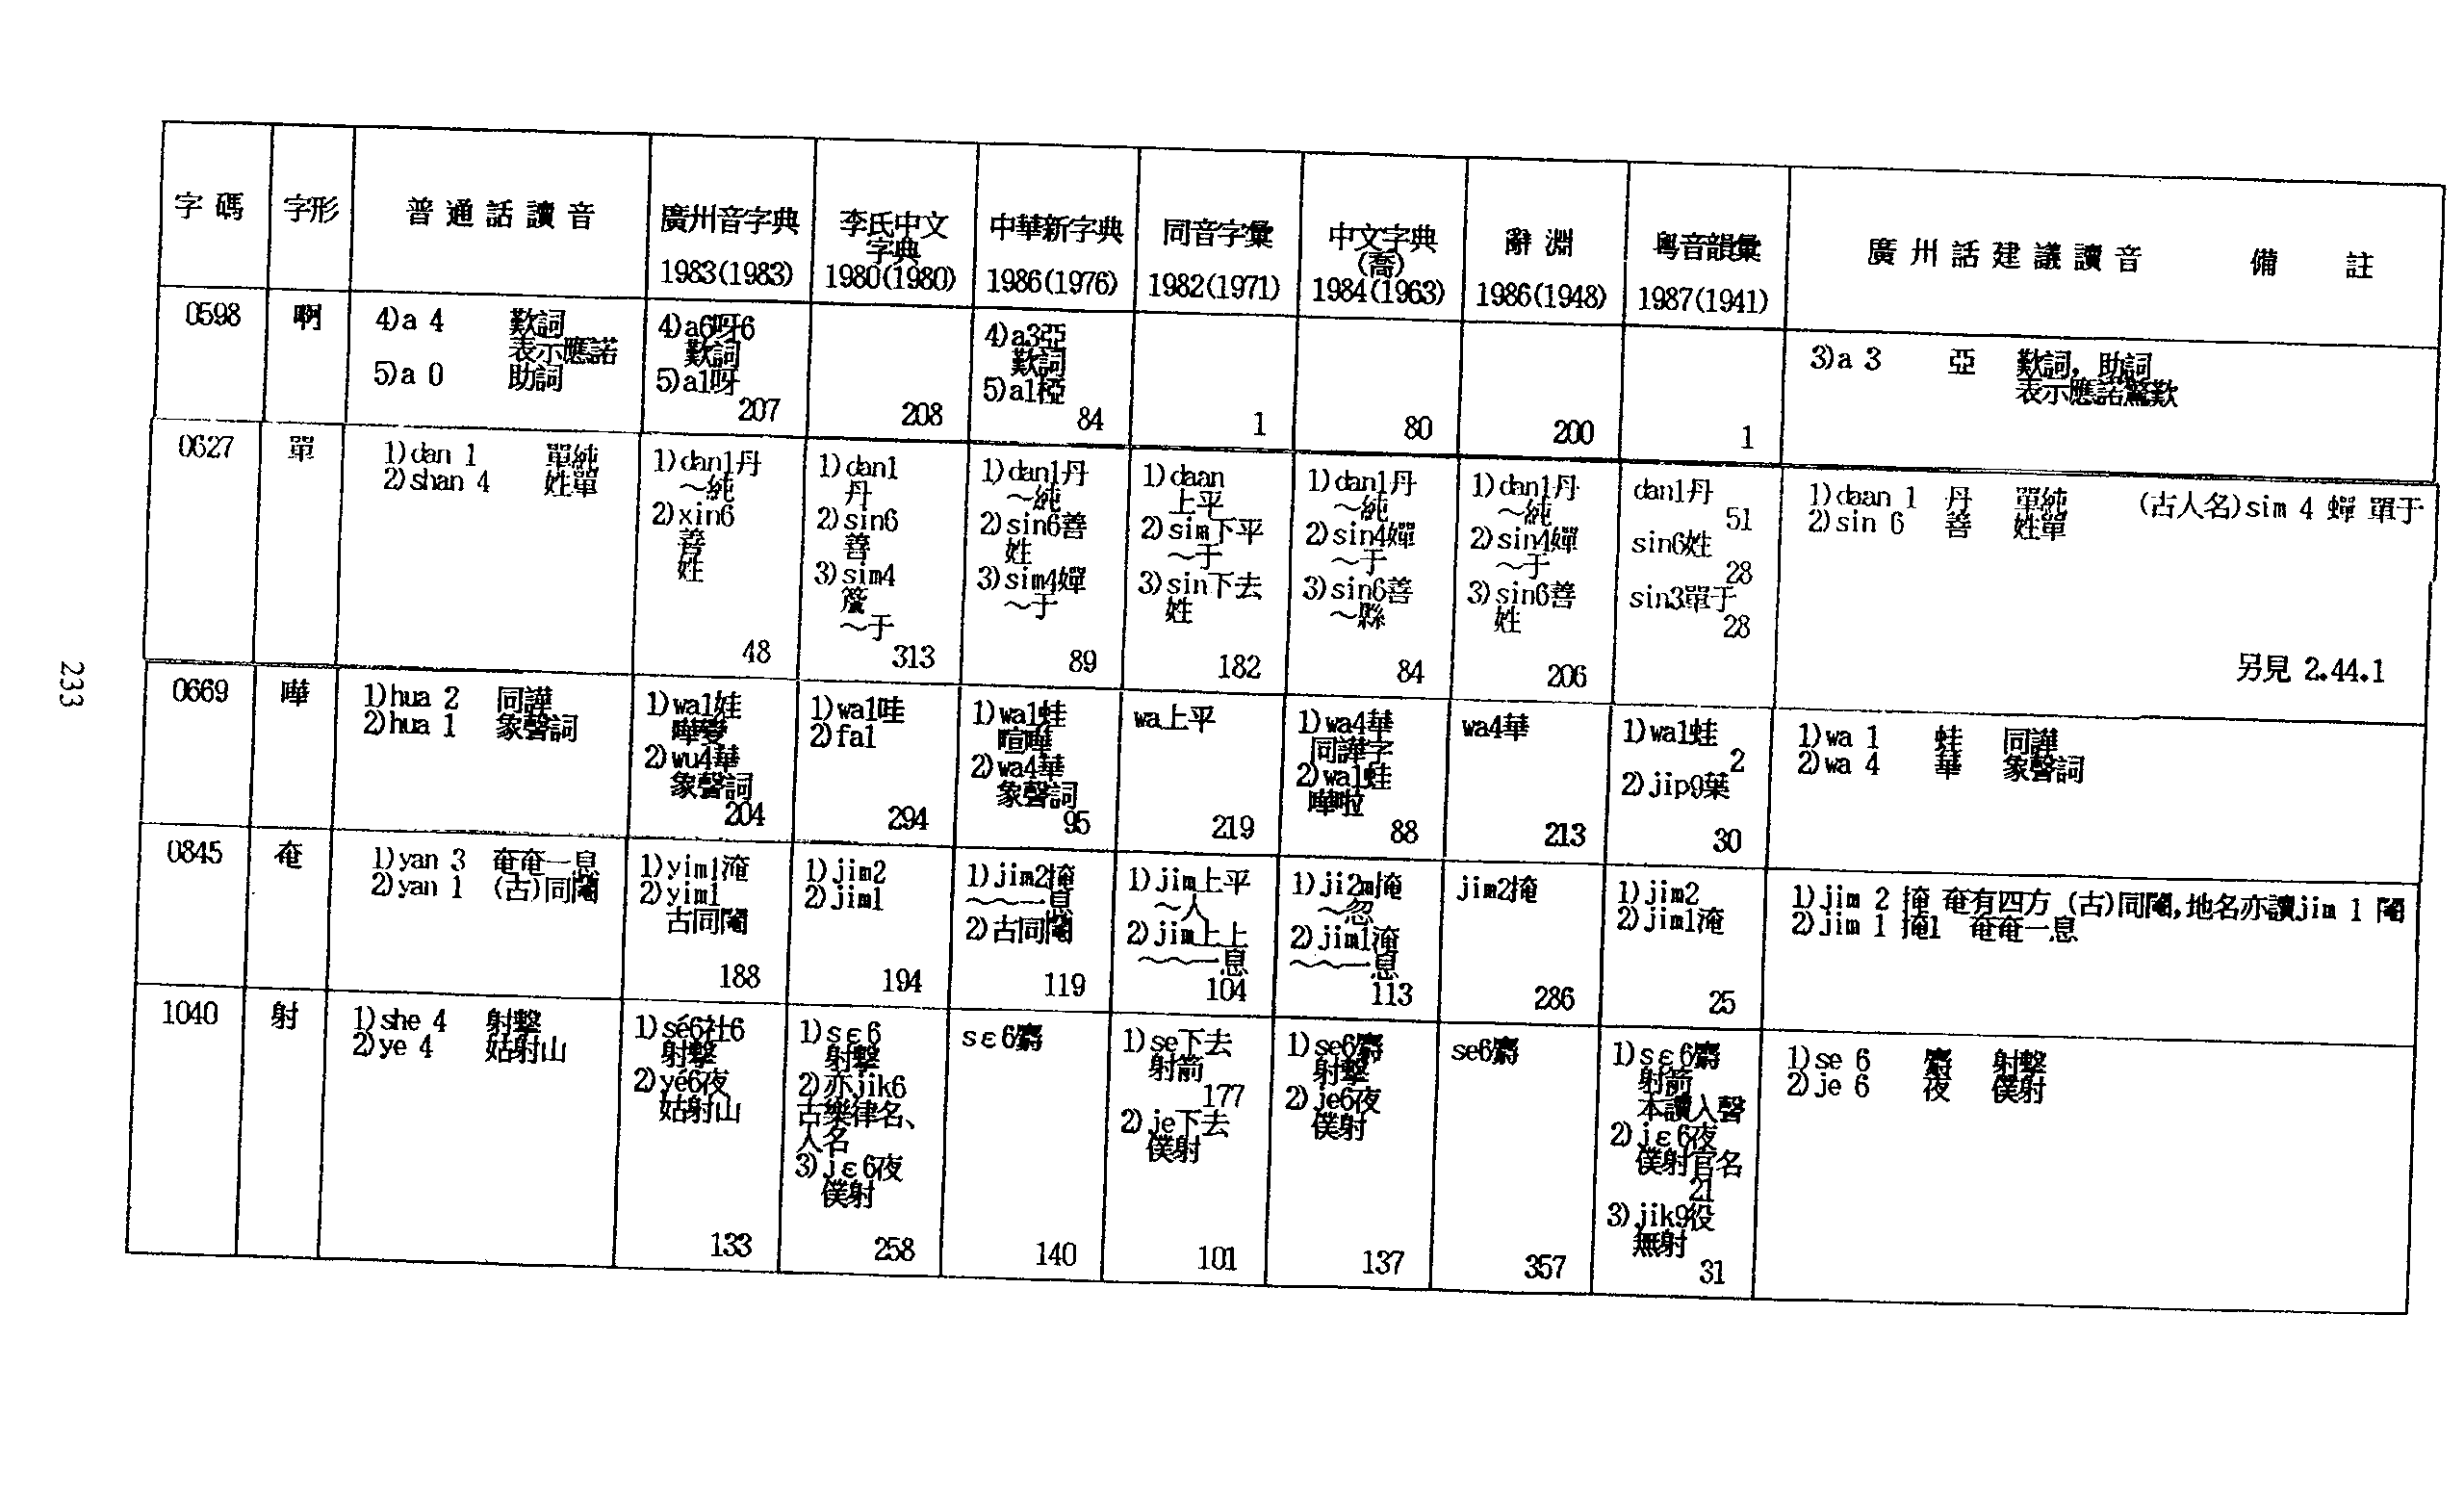 字碼 字形 普通話讀音 廣州音字典 李氏中文 中華新字典 同音字彙 中文字典 辭淵 粵音韻彙 廣州話建議讀音 備註
字典 (喬)
1983(1983) 1980(1980) 1986(1976) 1982(1971) 1984(1963) 1986(1948) 1987(1941)
0598 啊
4)a 4 歎詞
表示應諾
5)a 0 助詞
4)a6呀6
歎詞
5)a1呀
207
208
4)a3亞
歎詞
5)a1椏
84
1
80
200
1
3)a 3 亞 歎詞，助詞
表示應諾驚歎
0627 單
1)dan 1 單純
2)shan 4 姓單
1)dan1丹
～純
2)xin6
善
姓
48
1)dan1
丹
2)sin6
善
3)sim4
～于
313
1)dan1丹
～純
2)sin6善
姓
3)sim4嬋
～于
89
1)daan
上平
2)sim下平
～于
3)sin下去
姓
182
1)dan1丹
～純
2)sin4嬋
～于
3)sin6善
～縣
84
1)dan1丹
～純
2)sin4嬋
～于
3)sin6善
姓
206
dan1丹
51
sin6姓
28
sin3單于
28
1)daan 1 丹 單純 (古人名)sim 4 蟬 單于
2)sin 6 善 姓單
另見 2.44.1
0669 嘩
1)hua 2 同譁
2)hua 1 象聲詞
1)wa1娃
嘩變
2)wu4華
象聲詞
204
1)wa1哇
2)fa1
294
1)wa1蛙
喧嘩
2)wa4華
象聲詞
95
wa上平
219
1)wa4華
同譁字
2)wa1蛙
嘩啦
88
wa4華
213
1)wa1蛙
2
2)jip9葉
30
1)wa 1 蛙 同譁
2)wa 4 華 象聲詞
0845 奄
1)yan 3 奄奄一息
2)yan 1 (古)同閹
1)yim1淹
2)yim1
古同閹
188
1)jim2
2)jim1
194
1)jim2掩
～～一息
2)古同閹
119
1)jim上平
～人
2)jim上上
～～一息
104
1)ji2m掩
～忽
2)jim1淹
～～一息
113
jim2掩
286
1)jim2
2)jim1淹
25
1)jim 2 掩 奄有四方 (古)同閹,地名亦讀jim 1 閹
2)jim 1 掩1 奄奄一息
1040 射
1)she 4 射擊
2)ye 4 姑射山
1)sé6社6
射擊
2)yé6夜
姑射山
133
1)sε6
射擊
2)亦jik6
古樂律名、
人名
3)jε6夜
僕射
258
sε6麝
140
1)se下去
射箭
177
2)je下去
僕射
101
1)se6麝
射擊
2)je6夜
僕射
137
se6麝
357
1)sε6麝
射箭
本讀入聲
2)jε6夜
僕射官名
21
3)jik9役
無射
31
1)se 6 麝 射擊
2)je 6 夜 僕射
233